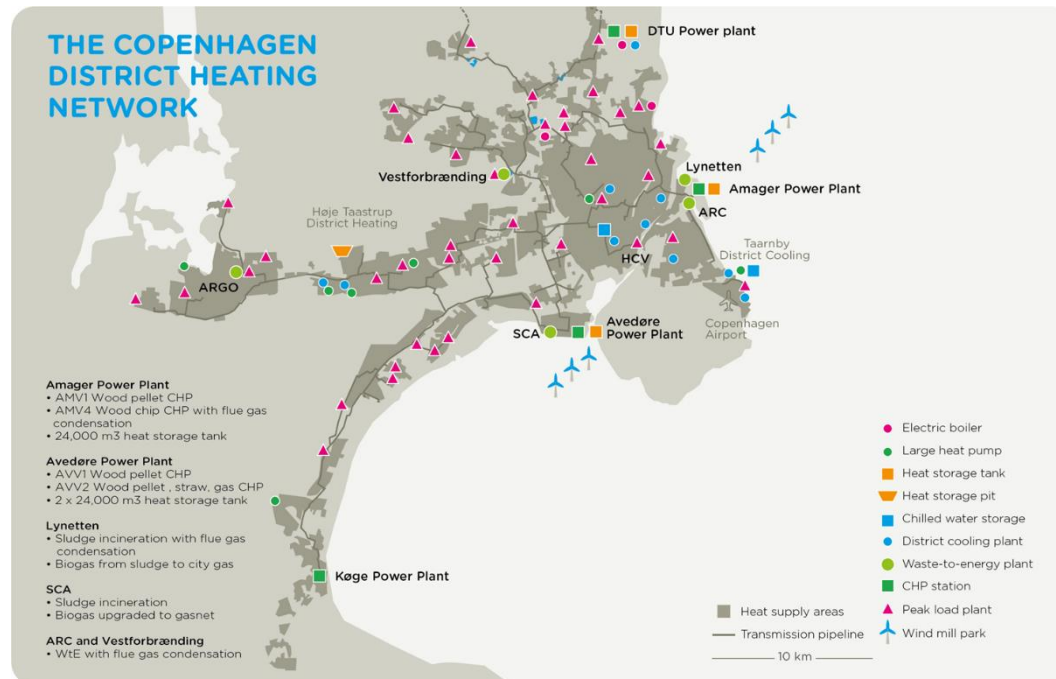 THE COPENHAGEN
DISTRICT HEATING
NETWORK
DTU Power plant
Lynetten
Vestforbrænding
Amager Power Plant
ARC
Høje Taastrup
District Heating
Taarnby
District Cooling
HCV
ARGO
Copenhagen
Airport
SCA
Avedøre
Power Plant
Amager Power Plant
• AMV1 Wood pellet CHP
• AMV4 Wood chip CHP with flue gas
condensation
• 24,000 m3 heat storage tank
Avedøre Power Plant
• AVV1 Wood pellet CHP
• AVV2 Wood pellet , straw, gas CHP
• 2 x 24,000 m3 heat storage tank
Lynetten
• Sludge incineration with flue gas
condensation
• Biogas from sludge to city gas
SCA
• Sludge incineration
• Biogas upgraded to gasnet
ARC and Vestforbrænding
• WtE with flue gas condensation
Køge Power Plant
Heat supply areas
Transmission pipeline
10 km
Electric boiler
Large heat pump
Heat storage tank
Heat storage pit
Chilled water storage
District cooling plant
Waste-to-energy plant
CHP station
Peak load plant
Wind mill park